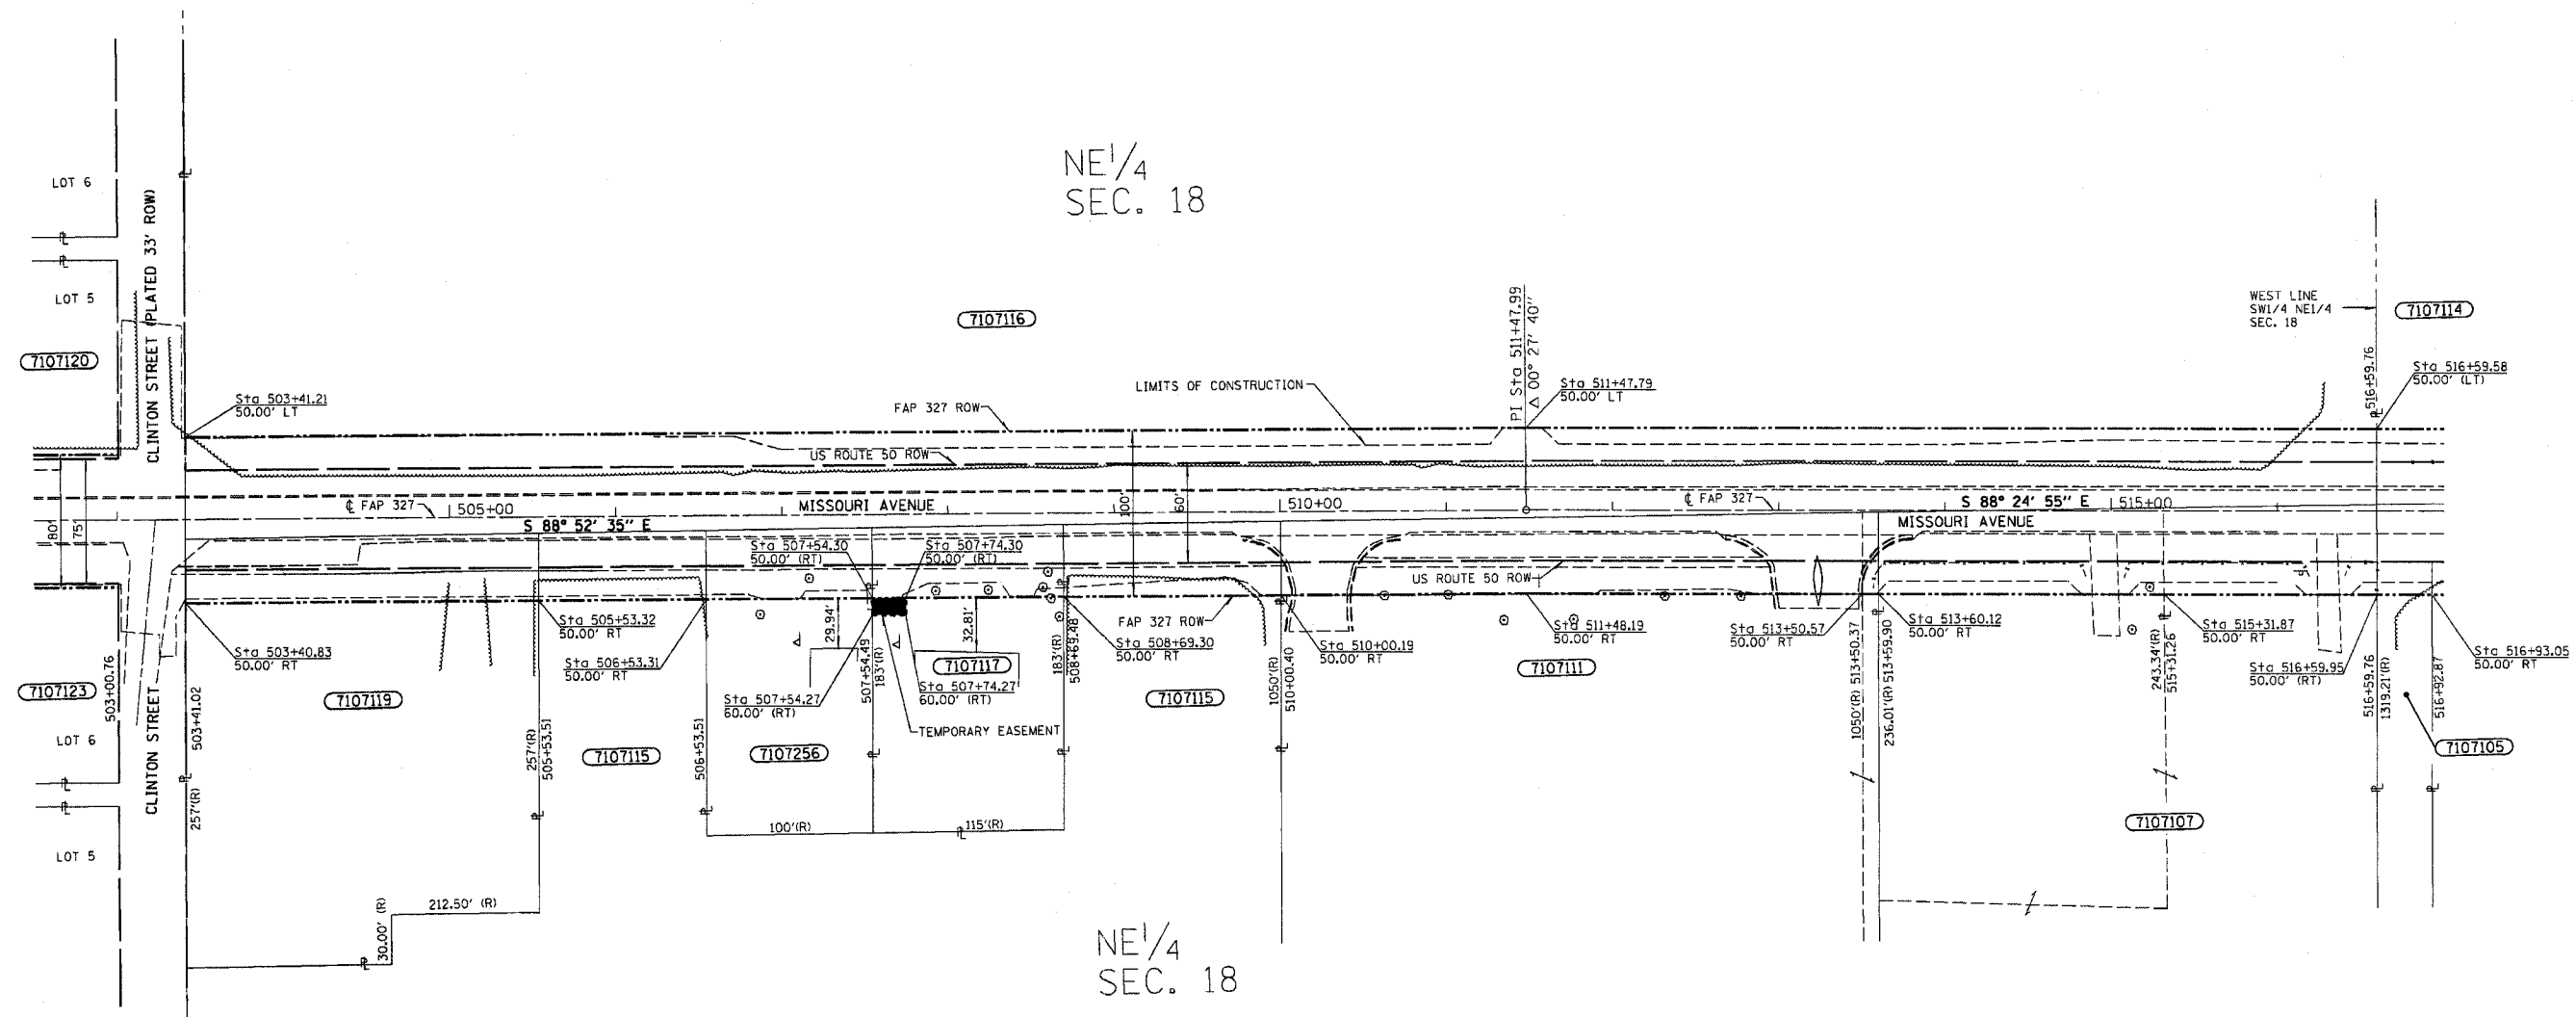 NE1/4
SEC. 18
LOT 6
LOT 5
CLINTON STREET (PLATED 33' ROW)
7107120
7107116
7107114
WEST LINE
SW1/4 NE1/4
SEC. 18
516+59.76
PI Sta 511+47.99
△ 00° 27' 40"
Sta 503+41.21
50.00' LT
FAP 327 ROW
LIMITS OF CONSTRUCTION
Sta 511+47.79
50.00' LT
Sta 516+59.58
50.00' (LT)
US ROUTE 50 ROW
80'
75'
℄ FAP 327
505+00
S 88° 52' 35" E
MISSOURI AVENUE
100'
60'
510+00
℄ FAP 327
S 88° 24' 55" E
515+00
MISSOURI AVENUE
Sta 507+54.30
50.00' (RT)
Sta 507+74.30
50.00' (RT)
US ROUTE 50 ROW
Sta 503+40.83
50.00' RT
Sta 505+53.32
50.00' RT
Sta 506+53.31
50.00' RT
29.94'
32.81'
FAP 327 ROW
Sta 508+69.30
50.00' RT
Sta 510+00.19
50.00' RT
Sta 511+48.19
50.00' RT
Sta 513+50.57
50.00' RT
Sta 513+60.12
50.00' RT
Sta 515+31.87
50.00' RT
Sta 516+59.95
50.00' (RT)
Sta 516+93.05
50.00' RT
7107123
503+00.76
503+41.02
257'(R)
7107119
257'(R)
505+53.51
7107115
506+53.51
7107256
Sta 507+54.27
60.00' (RT)
507+54.49
183'(R)
7107117
Sta 507+74.27
60.00' (RT)
TEMPORARY EASEMENT
183'(R)
508+69.48
7107115
1050'(R)
510+00.40
7107111
1050'(R) 513+50.37
236.01'(R) 513+59.90
243.34'(R)
515+31.26
7107107
516+59.76
1319.21'(R)
516+92.87
7107105
CLINTON STREET
LOT 6
LOT 5
100'(R)
115'(R)
30.00' (R)
212.50' (R)
NE1/4
SEC. 18